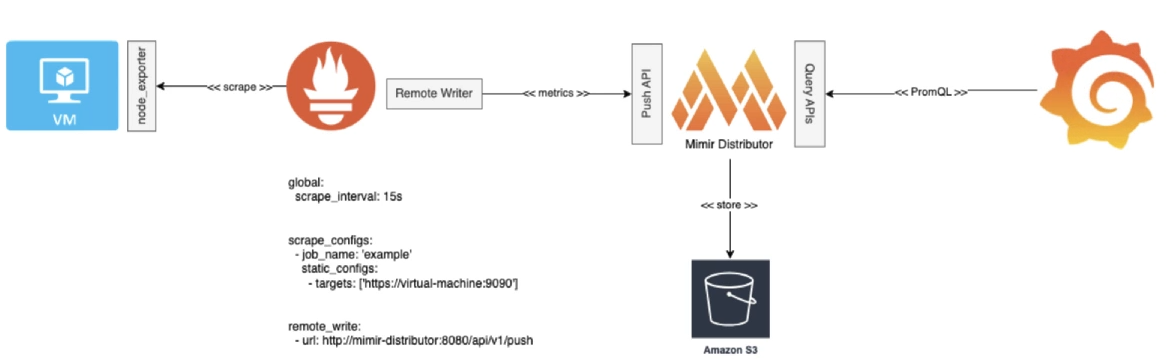 VM
node_exporter
<< scrape >>
Remote Writer
<< metrics >>
Push API
Mimir Distributor
Query APIs
<< PromQL >>
<< store >>
Amazon S3
global:
scrape_interval: 15s
scrape_configs:
- job_name: 'example'
static_configs:
- targets: ['https://virtual-machine:9090']
remote_write:
- url: http://mimir-distributor:8080/api/v1/push